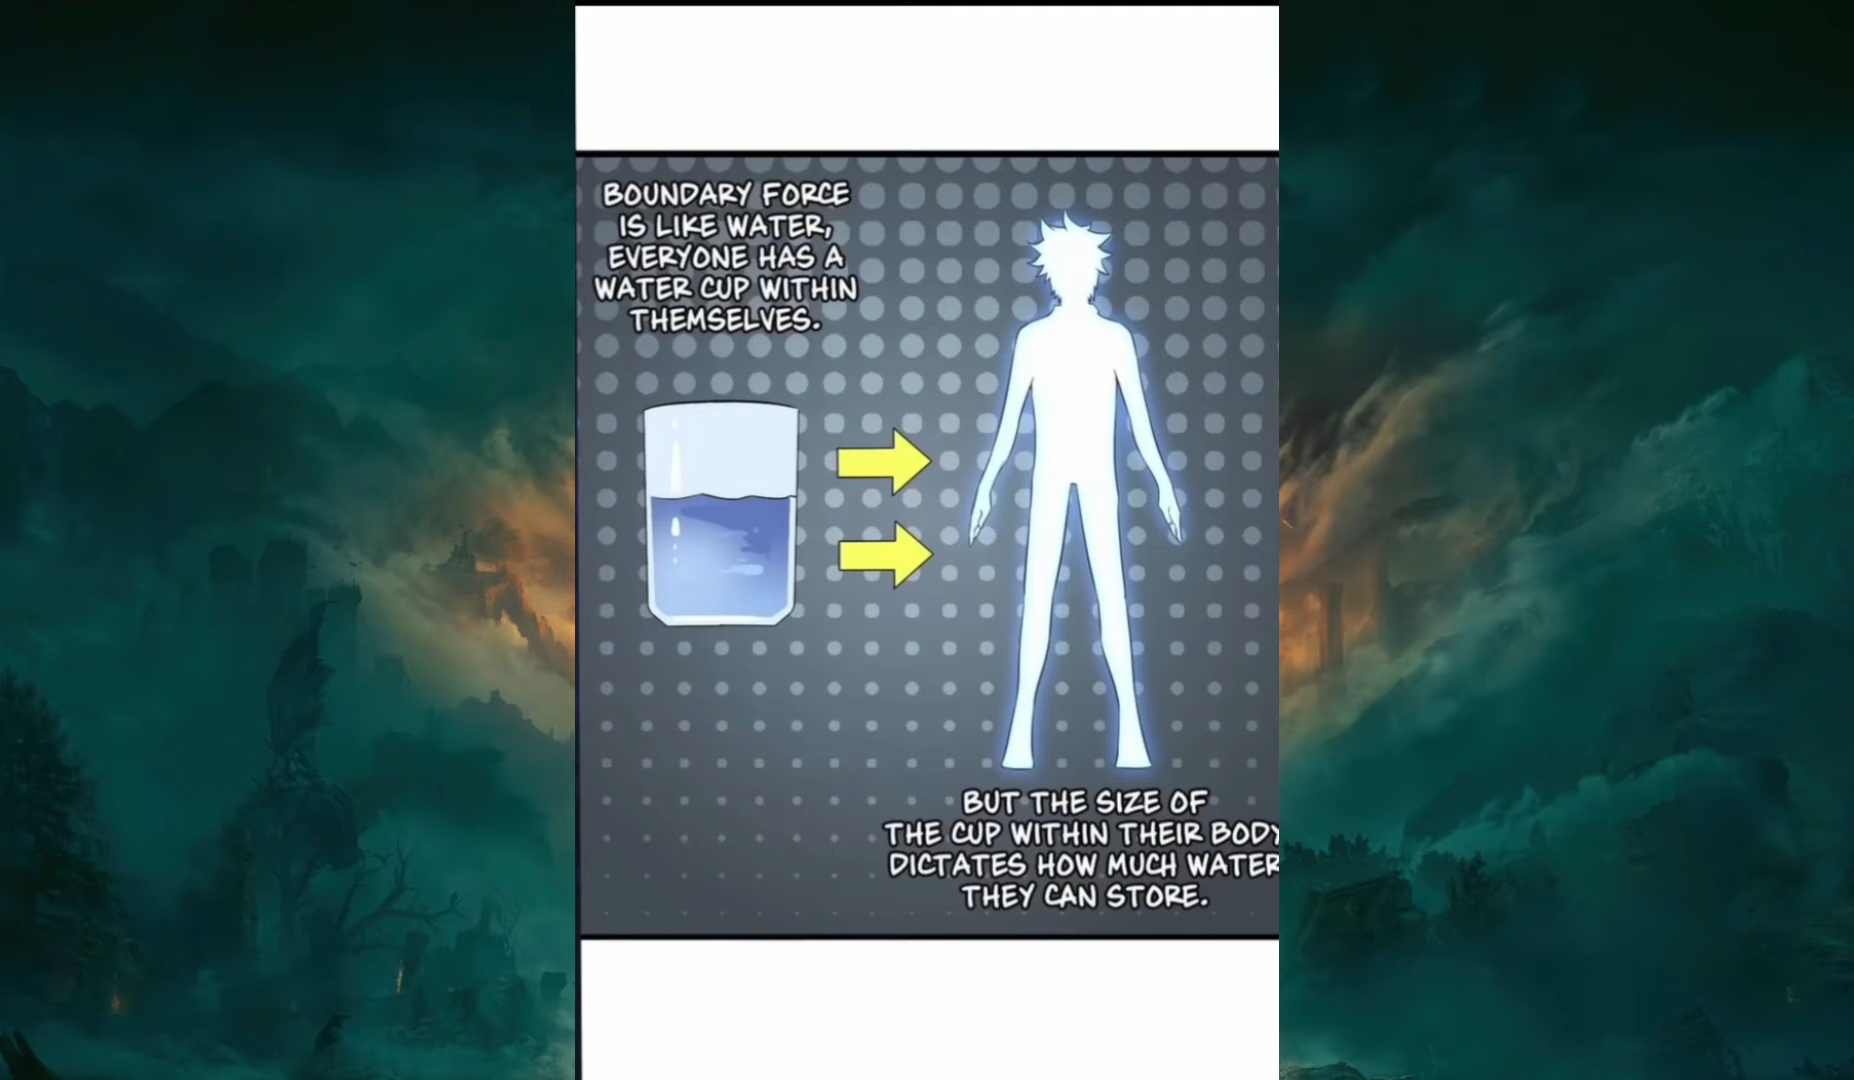 BOUNDARY FORCE
IS LIKE WATER,
EVERYONE HAS A
WATER CUP WITHIN
THEMSELVES.
BUT THE SIZE OF
THE CUP WITHIN THEIR BODY
DICTATES HOW MUCH WATER
THEY CAN STORE.